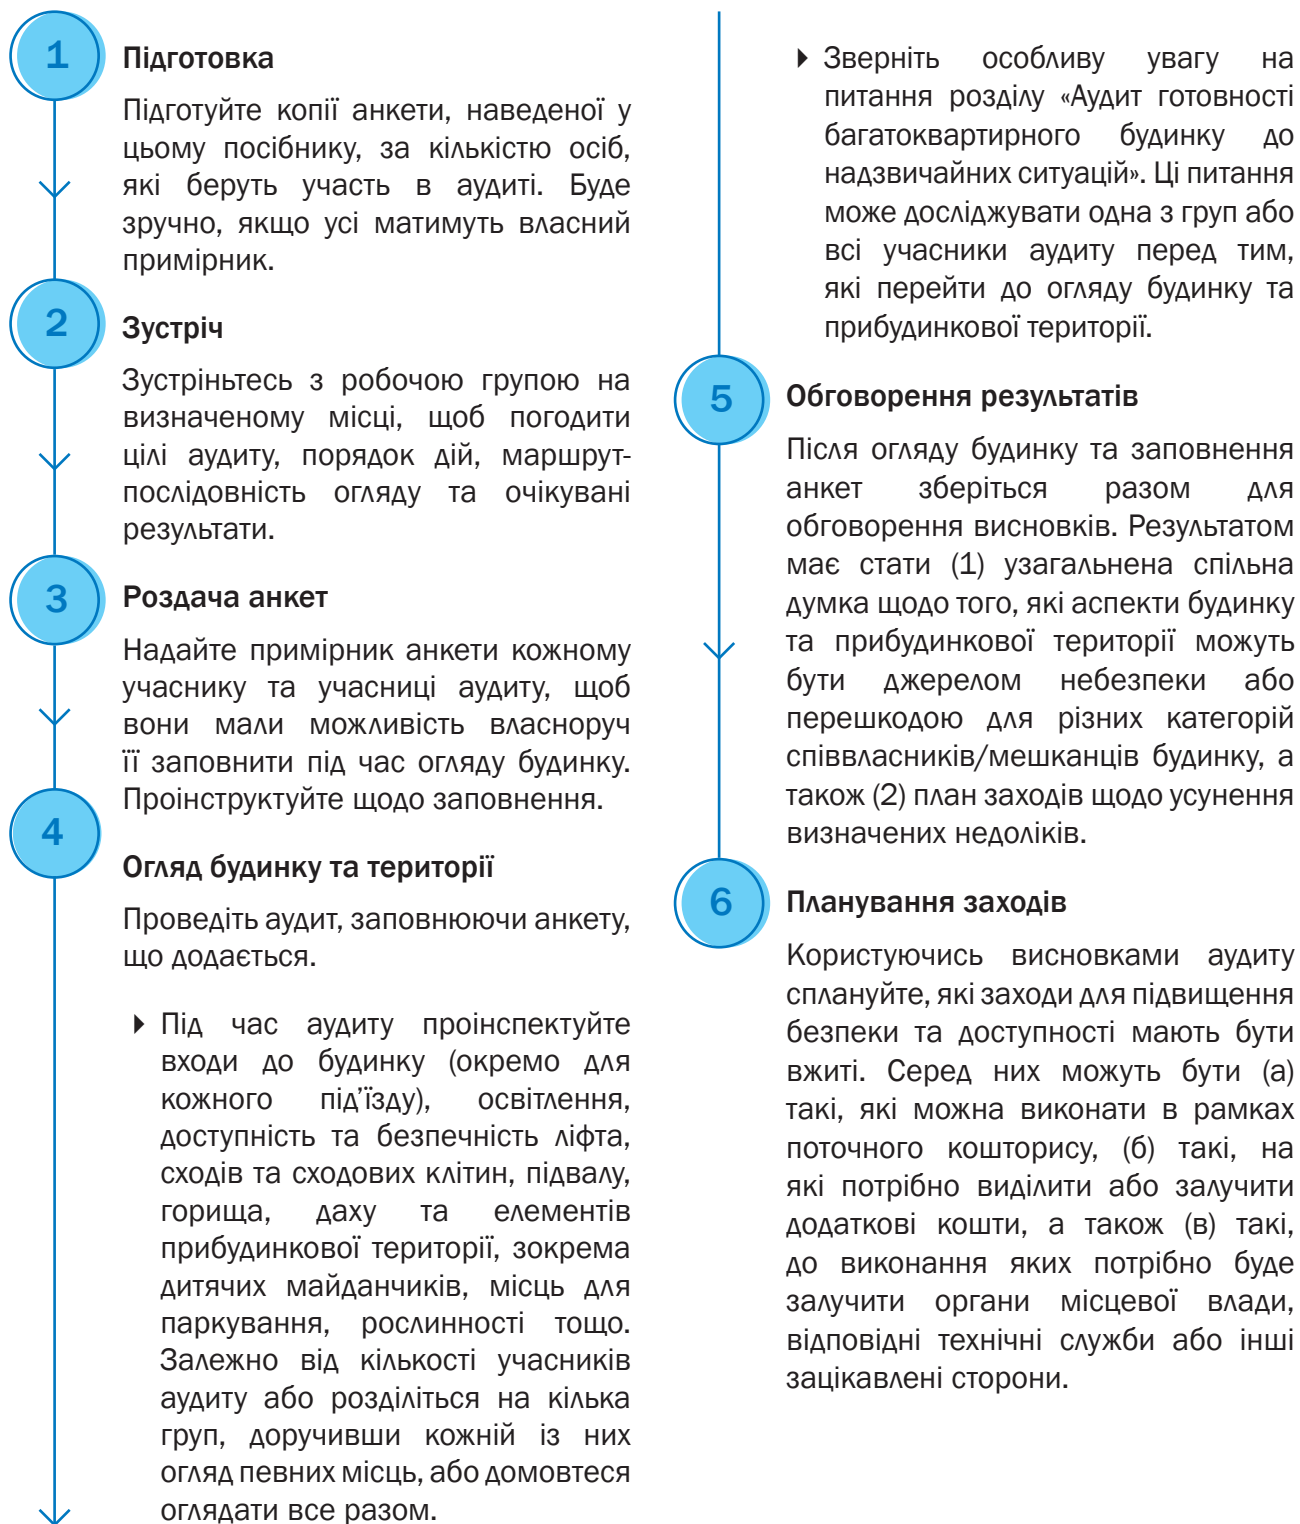 1
Підготовка
Підготуйте копії анкети, наведеної у
цьому посібнику, за кількістю осіб,
які беруть участь в аудиті. Буде
зручно, якщо усі матимуть власний
примірник.
2
Зустріч
Зустріньтесь з робочою групою на
визначеному місці, щоб погодити
цілі аудиту, порядок дій, маршрут-
послідовність огляду та очікувані
результати.
3
Роздача анкет
Надайте примірник анкети кожному
учаснику та учасниці аудиту, щоб
вони мали можливість власноруч
її заповнити під час огляду будинку.
Проінструктуйте щодо заповнення.
4
Огляд будинку та території
Проведіть аудит, заповнюючи анкету,
що додається.
Під час аудиту проінспектуйте
входи до будинку (окремо для
кожного під’їзду), освітлення,
доступність та безпечність ліфта,
сходів та сходових клітин, підвалу,
горища, даху та елементів
прибудинкової території, зокрема
дитячих майданчиків, місць для
паркування, рослинності тощо.
Залежно від кількості учасників
аудиту або розділіться на кілька
груп, доручивши кожній із них
огляд певних місць, або домовтеся
оглядати все разом.
Зверніть особливу увагу на
питання розділу «Аудит готовності
багатоквартирного будинку до
надзвичайних ситуацій». Ці питання
може досліджувати одна з груп або
всі учасники аудиту перед тим,
які перейти до огляду будинку та
прибудинкової території.
5
Обговорення результатів
Після огляду будинку та заповнення
анкет зберіться разом для
обговорення висновків. Результатом
має стати (1) узагальнена спільна
думка щодо того, які аспекти будинку
та прибудинкової території можуть
бути джерелом небезпеки або
перешкодою для різних категорій
співвласників/мешканців будинку, а
також (2) план заходів щодо усунення
визначених недоліків.
6
Планування заходів
Користуючись висновками аудиту
сплануйте, які заходи для підвищення
безпеки та доступності мають бути
вжиті. Серед них можуть бути (а)
такі, які можна виконати в рамках
поточного кошторису, (б) такі, на
які потрібно виділити або залучити
додаткові кошти, а також (в) такі,
до виконання яких потрібно буде
залучити органи місцевої влади,
відповідні технічні служби або інші
зацікавлені сторони.